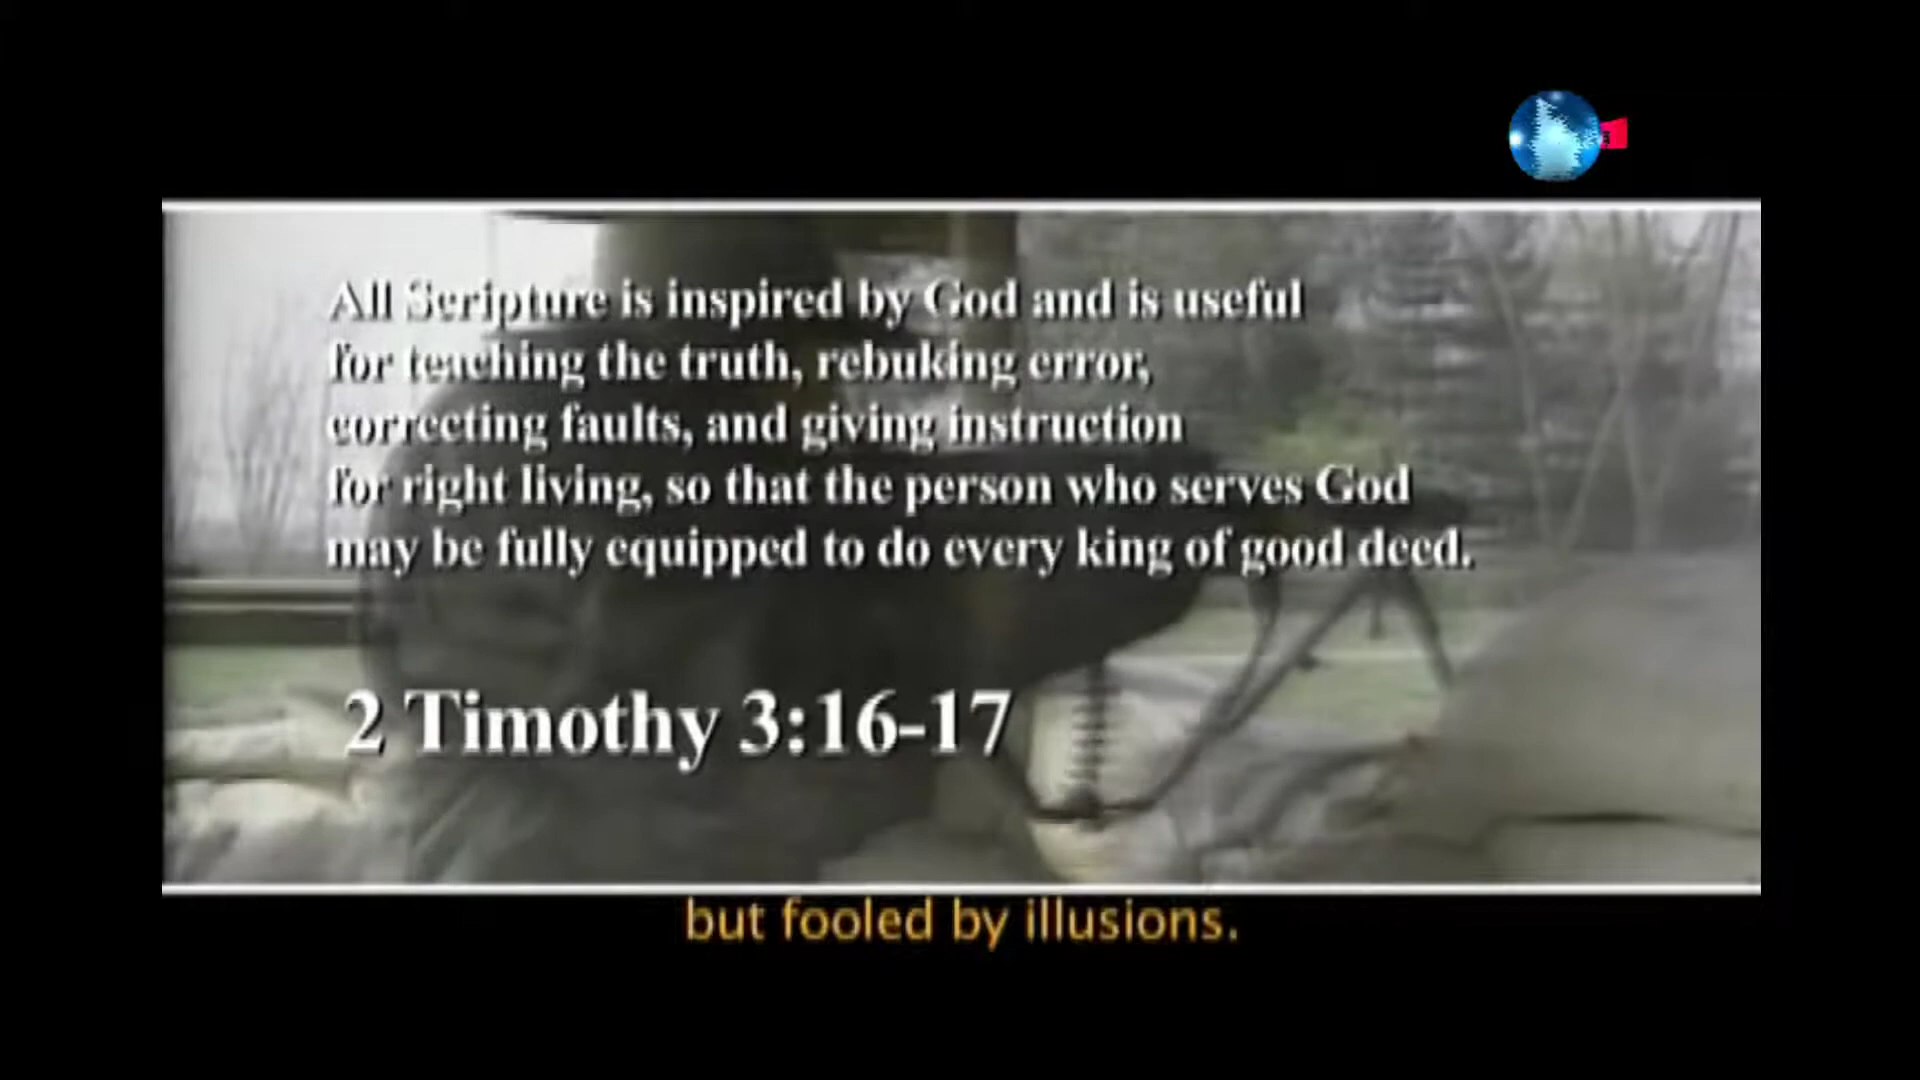 All Scripture is inspired by God and is useful
for teaching the truth, rebuking error,
correcting faults, and giving instruction
for right living, so that the person who serves God
may be fully equipped to do every king of good deed.
2 Timothy 3:16-17
but fooled by illusions.